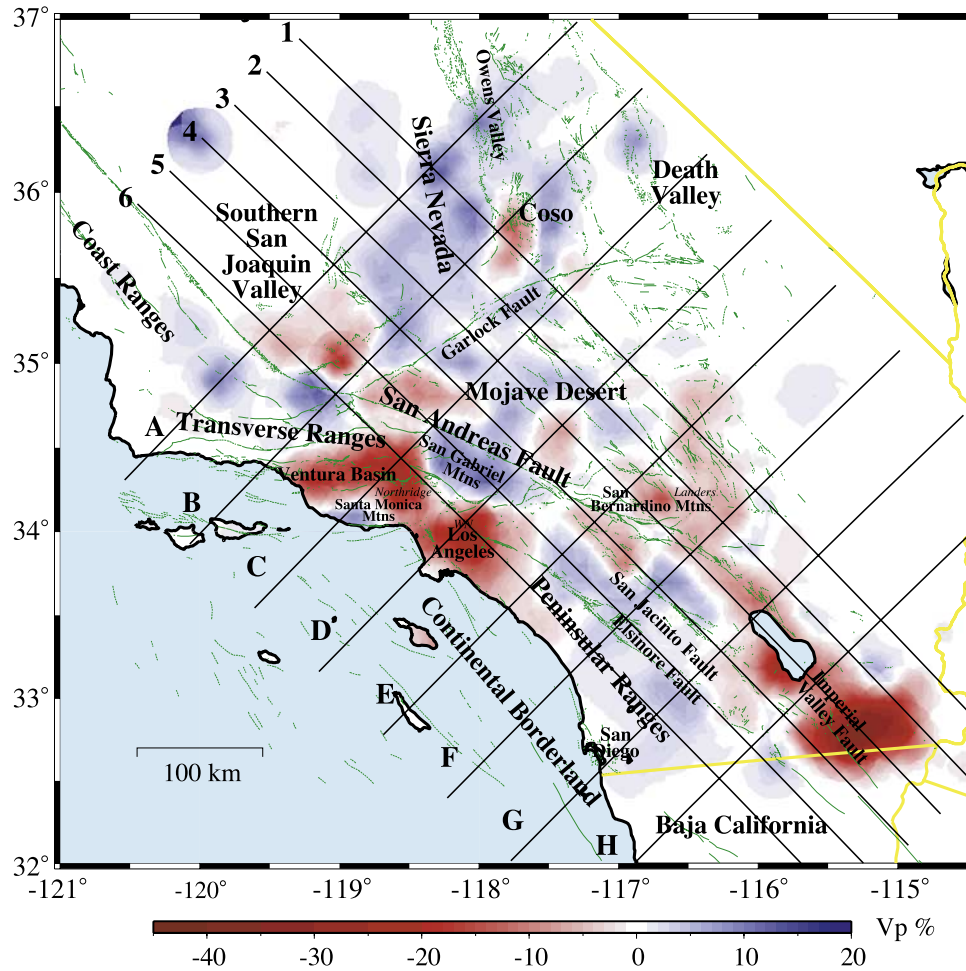 37°
1
2
3
4
5
6
Owens Valley
Sierra Nevada
Death
Valley
36°
Coso
Southern
San
Joaquin
Valley
Coast Ranges
Garlock Fault
35°
Mojave Desert
San Andreas Fault
A
Transverse Ranges
San Gabriel
Mtns
Ventura Basin
Northridge
Santa Monica
Mtns
San
Bernardino Mtns
Landers
B
34°
Los
Angeles
C
San Jacinto Fault
Elsinore Fault
Peninsular Ranges
Continental Borderland
D
33°
E
Imperial
Valley Fault
San
Diego
F
100 km
G
H
Baja California
32°
-121°
-120°
-119°
-118°
-117°
-116°
-115°
Vp %
-40
-30
-20
-10
0
10
20